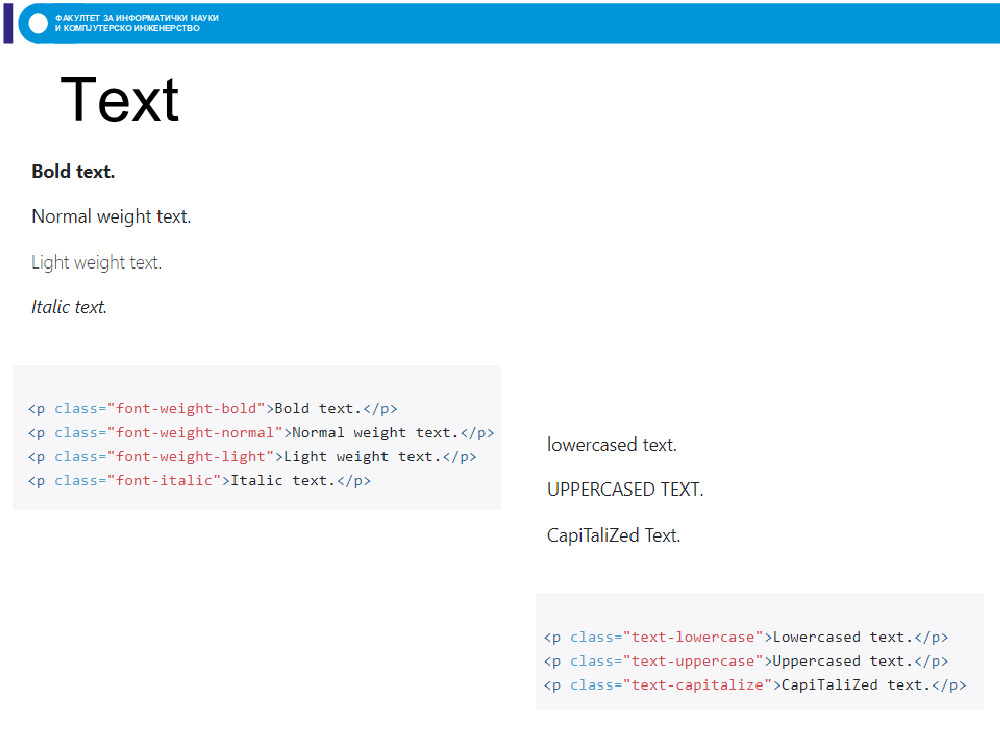 ФАКУЛТЕТ ЗА ИНФОРМАТИЧКИ НАУКИ
И КОМПЈУТЕРСКО ИНЖЕНЕРСТВО
Text
Bold text.
Normal weight text.
Light weight text.
Italic text.
<p class="font-weight-bold">Bold text.</p>
<p class="font-weight-normal">Normal weight text.</p>
<p class="font-weight-light">Light weight text.</p>
<p class="font-italic">Italic text.</p>
lowercased text.
UPPERCASED TEXT.
CapiTaliZed Text.
<p class="text-lowercase">Lowercased text.</p>
<p class="text-uppercase">Uppercased text.</p>
<p class="text-capitalize">CapiTaliZed text.</p>